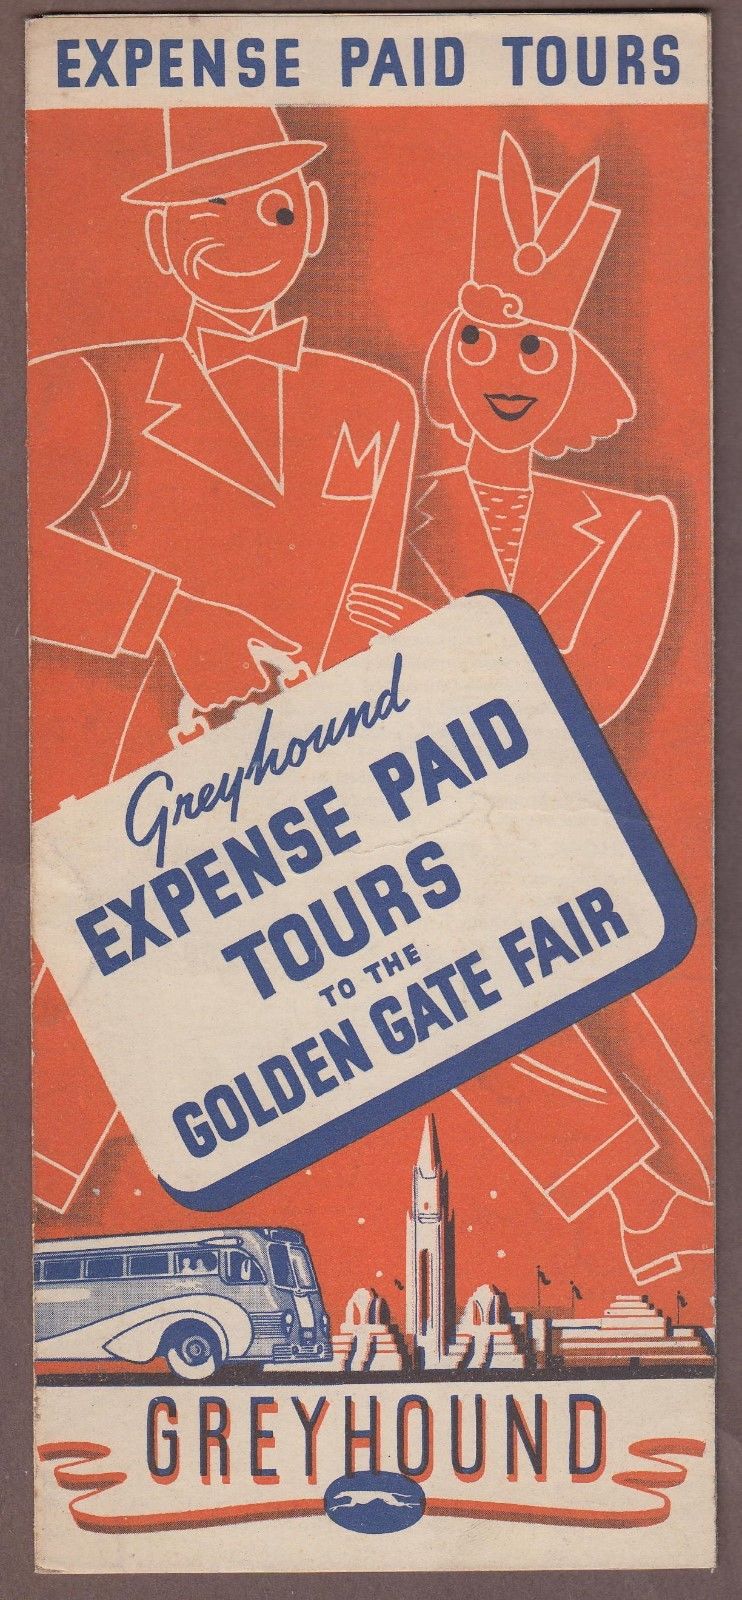 EXPENSE PAID TOURS
Greyhound
EXPENSE PAID
TOURS
TO THE
GOLDEN GATE FAIR
GREYHOUND